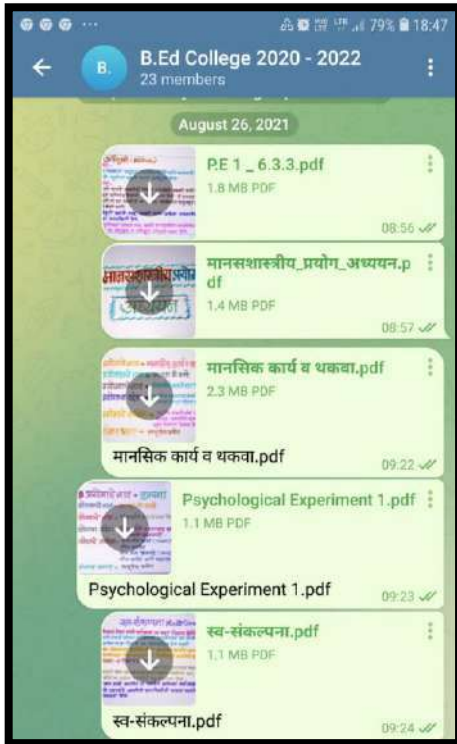 79% 18:47
B.
B.Ed College 2020 - 2022
23 members
August 26, 2021
P.E 1 _ 6.3.3.pdf
1.8 MB PDF
08:56
मानसशास्त्रीय_प्रयोग_अध्ययन.p
df
1.4 MB PDF
08:57
मानसिक कार्य व थकवा.pdf
2.3 MB PDF
मानसिक कार्य व थकवा.pdf
09:22
Psychological Experiment 1.pdf
1.1 MB PDF
Psychological Experiment 1.pdf
09:23
स्व-संकल्पना.pdf
1.1 MB PDF
स्व-संकल्पना.pdf
09:24